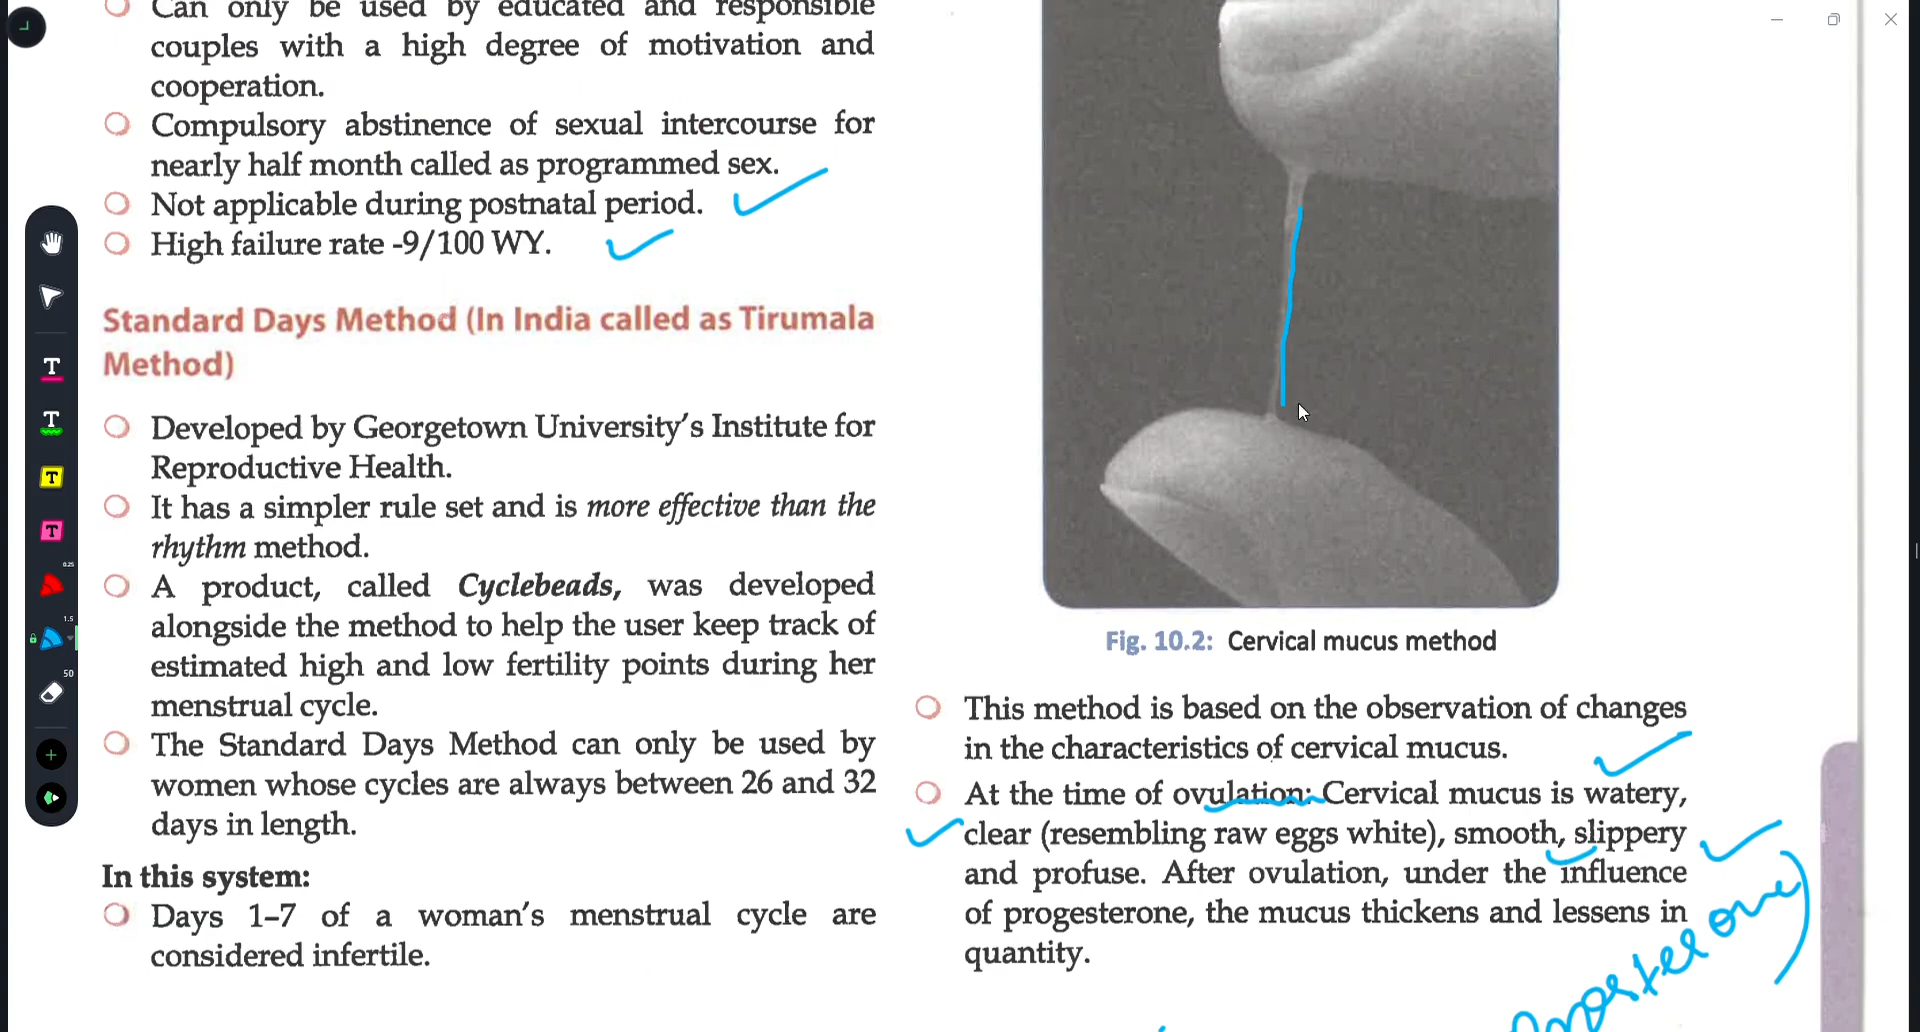 Can only be used by educated and responsible
couples with a high degree of motivation and
cooperation.
Compulsory abstinence of sexual intercourse for
nearly half month called as programmed sex.
Not applicable during postnatal period.
High failure rate -9/100 WY.
Standard Days Method (In India called as Tirumala
Method)
Developed by Georgetown University's Institute for
Reproductive Health.
It has a simpler rule set and is more effective than the
rhythm method.
A product, called Cyclebeads, was developed
alongside the method to help the user keep track of
estimated high and low fertility points during her
menstrual cycle.
The Standard Days Method can only be used by
women whose cycles are always between 26 and 32
days in length.
In this system:
Days 1–7 of a woman's menstrual cycle are
considered infertile.
Fig. 10.2: Cervical mucus method
This method is based on the observation of changes
in the characteristics of cervical mucus.
At the time of ovulation: Cervical mucus is watery,
clear (resembling raw eggs white), smooth, slippery
and profuse. After ovulation, under the influence
of progesterone, the mucus thickens and lessens in
quantity.
T
T
T
T
0.25
1.5
50